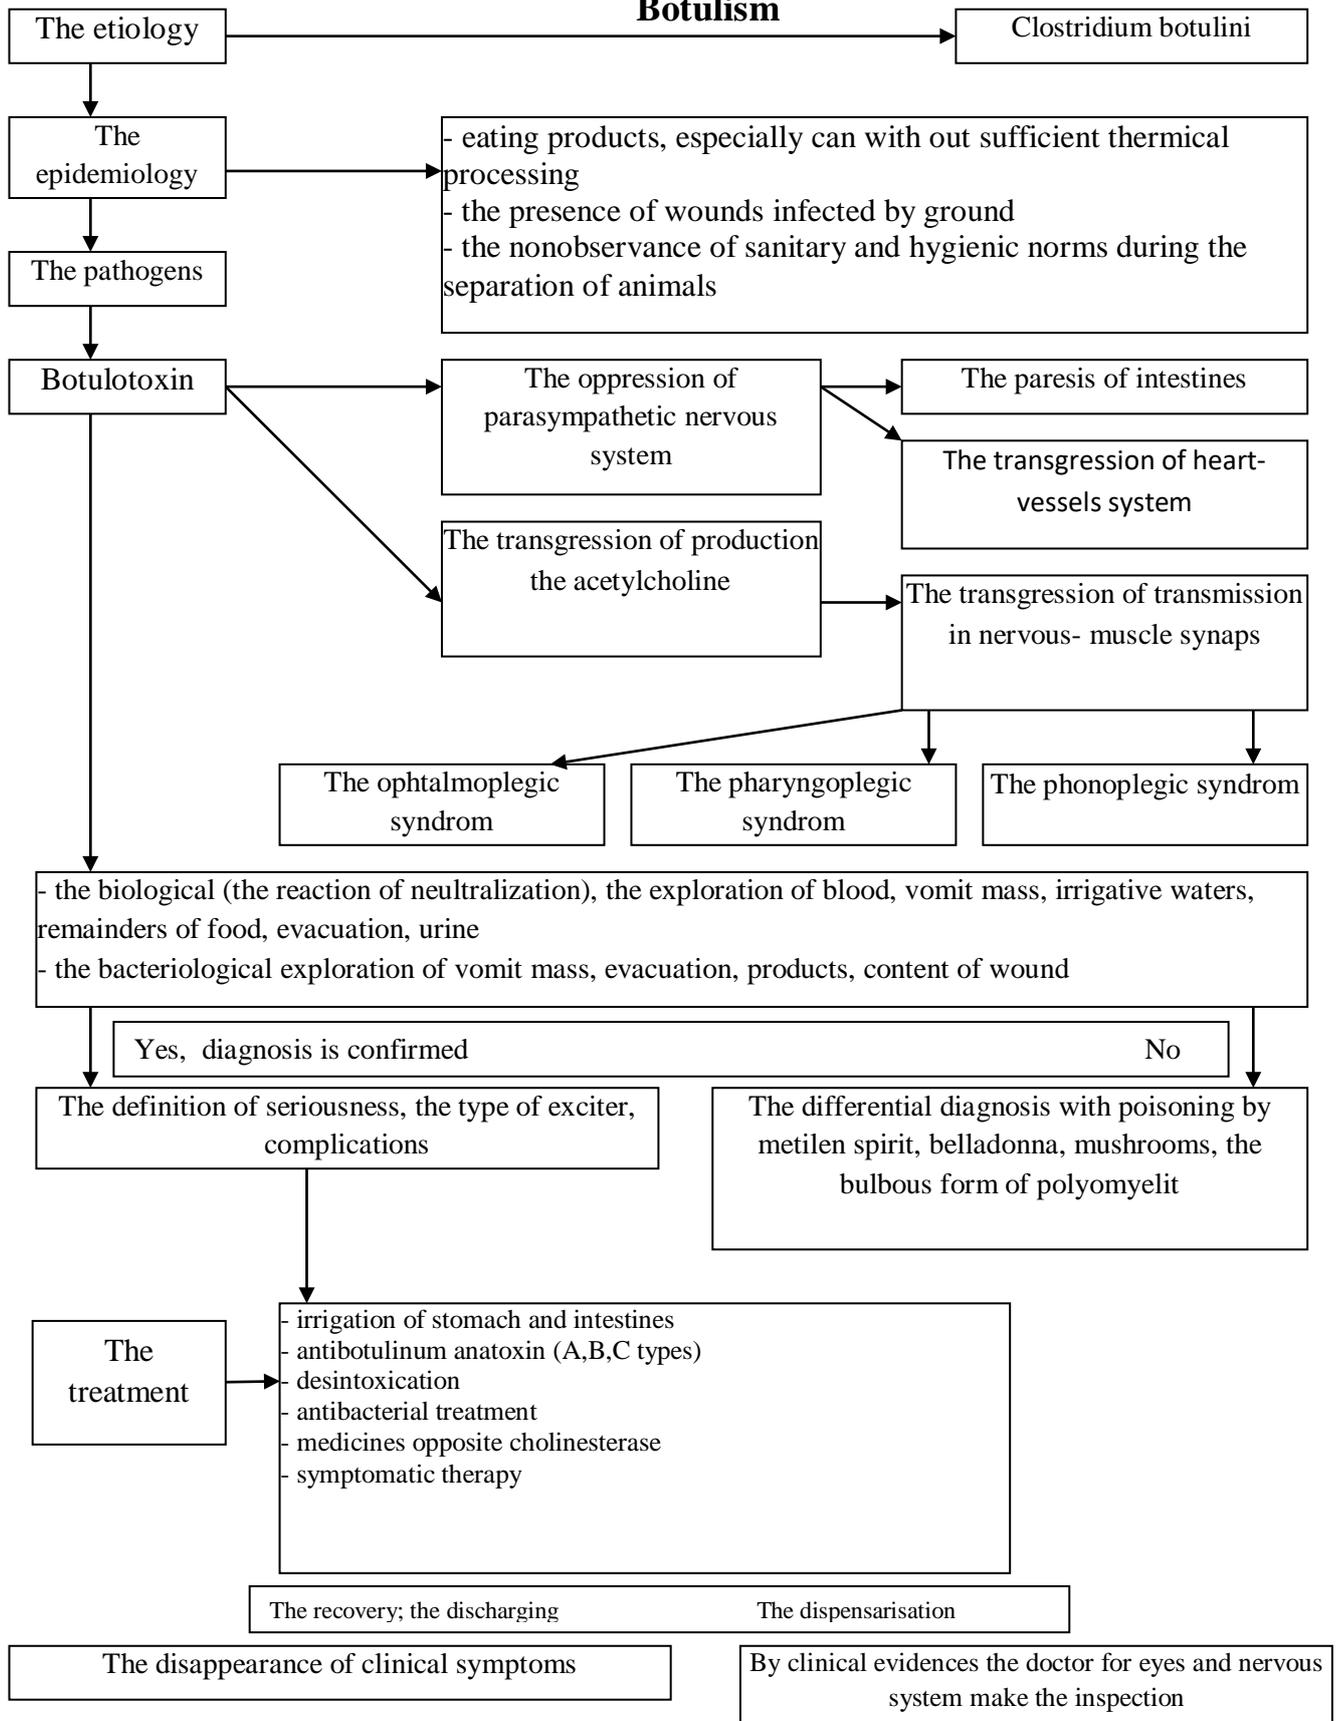 Botulism
The etiology
Clostridium botulini
The
epidemiology
- eating products, especially can with out sufficient thermical
processing
- the presence of wounds infected by ground
- the nonobservance of sanitary and hygienic norms during the
separation of animals
The pathogens
Botulotoxin
The oppression of
parasympathetic nervous
system
The paresis of intestines
The transgression of heart-
vessels system
The transgression of production
the acetylcholine
The transgression of transmission
in nervous- muscle synaps
The ophtalmoplegic
syndrom
The pharyngoplegic
syndrom
The phonoplegic syndrom
- the biological (the reaction of neultralization), the exploration of blood, vomit mass, irrigative waters,
remainders of food, evacuation, urine
- the bacteriological exploration of vomit mass, evacuation, products, content of wound
Yes, diagnosis is confirmed No
The definition of seriousness, the type of exciter,
complications
The differential diagnosis with poisoning by
metilen spirit, belladonna, mushrooms, the
bulbous form of polyomyelit
The
treatment
- irrigation of stomach and intestines
- antibotulinum anatoxin (A,B,C types)
- desintoxication
- antibacterial treatment
- medicines opposite cholinesterase
- symptomatic therapy
The recovery; the discharging The dispensarisation
The disappearance of clinical symptoms
By clinical evidences the doctor for eyes and nervous
system make the inspection